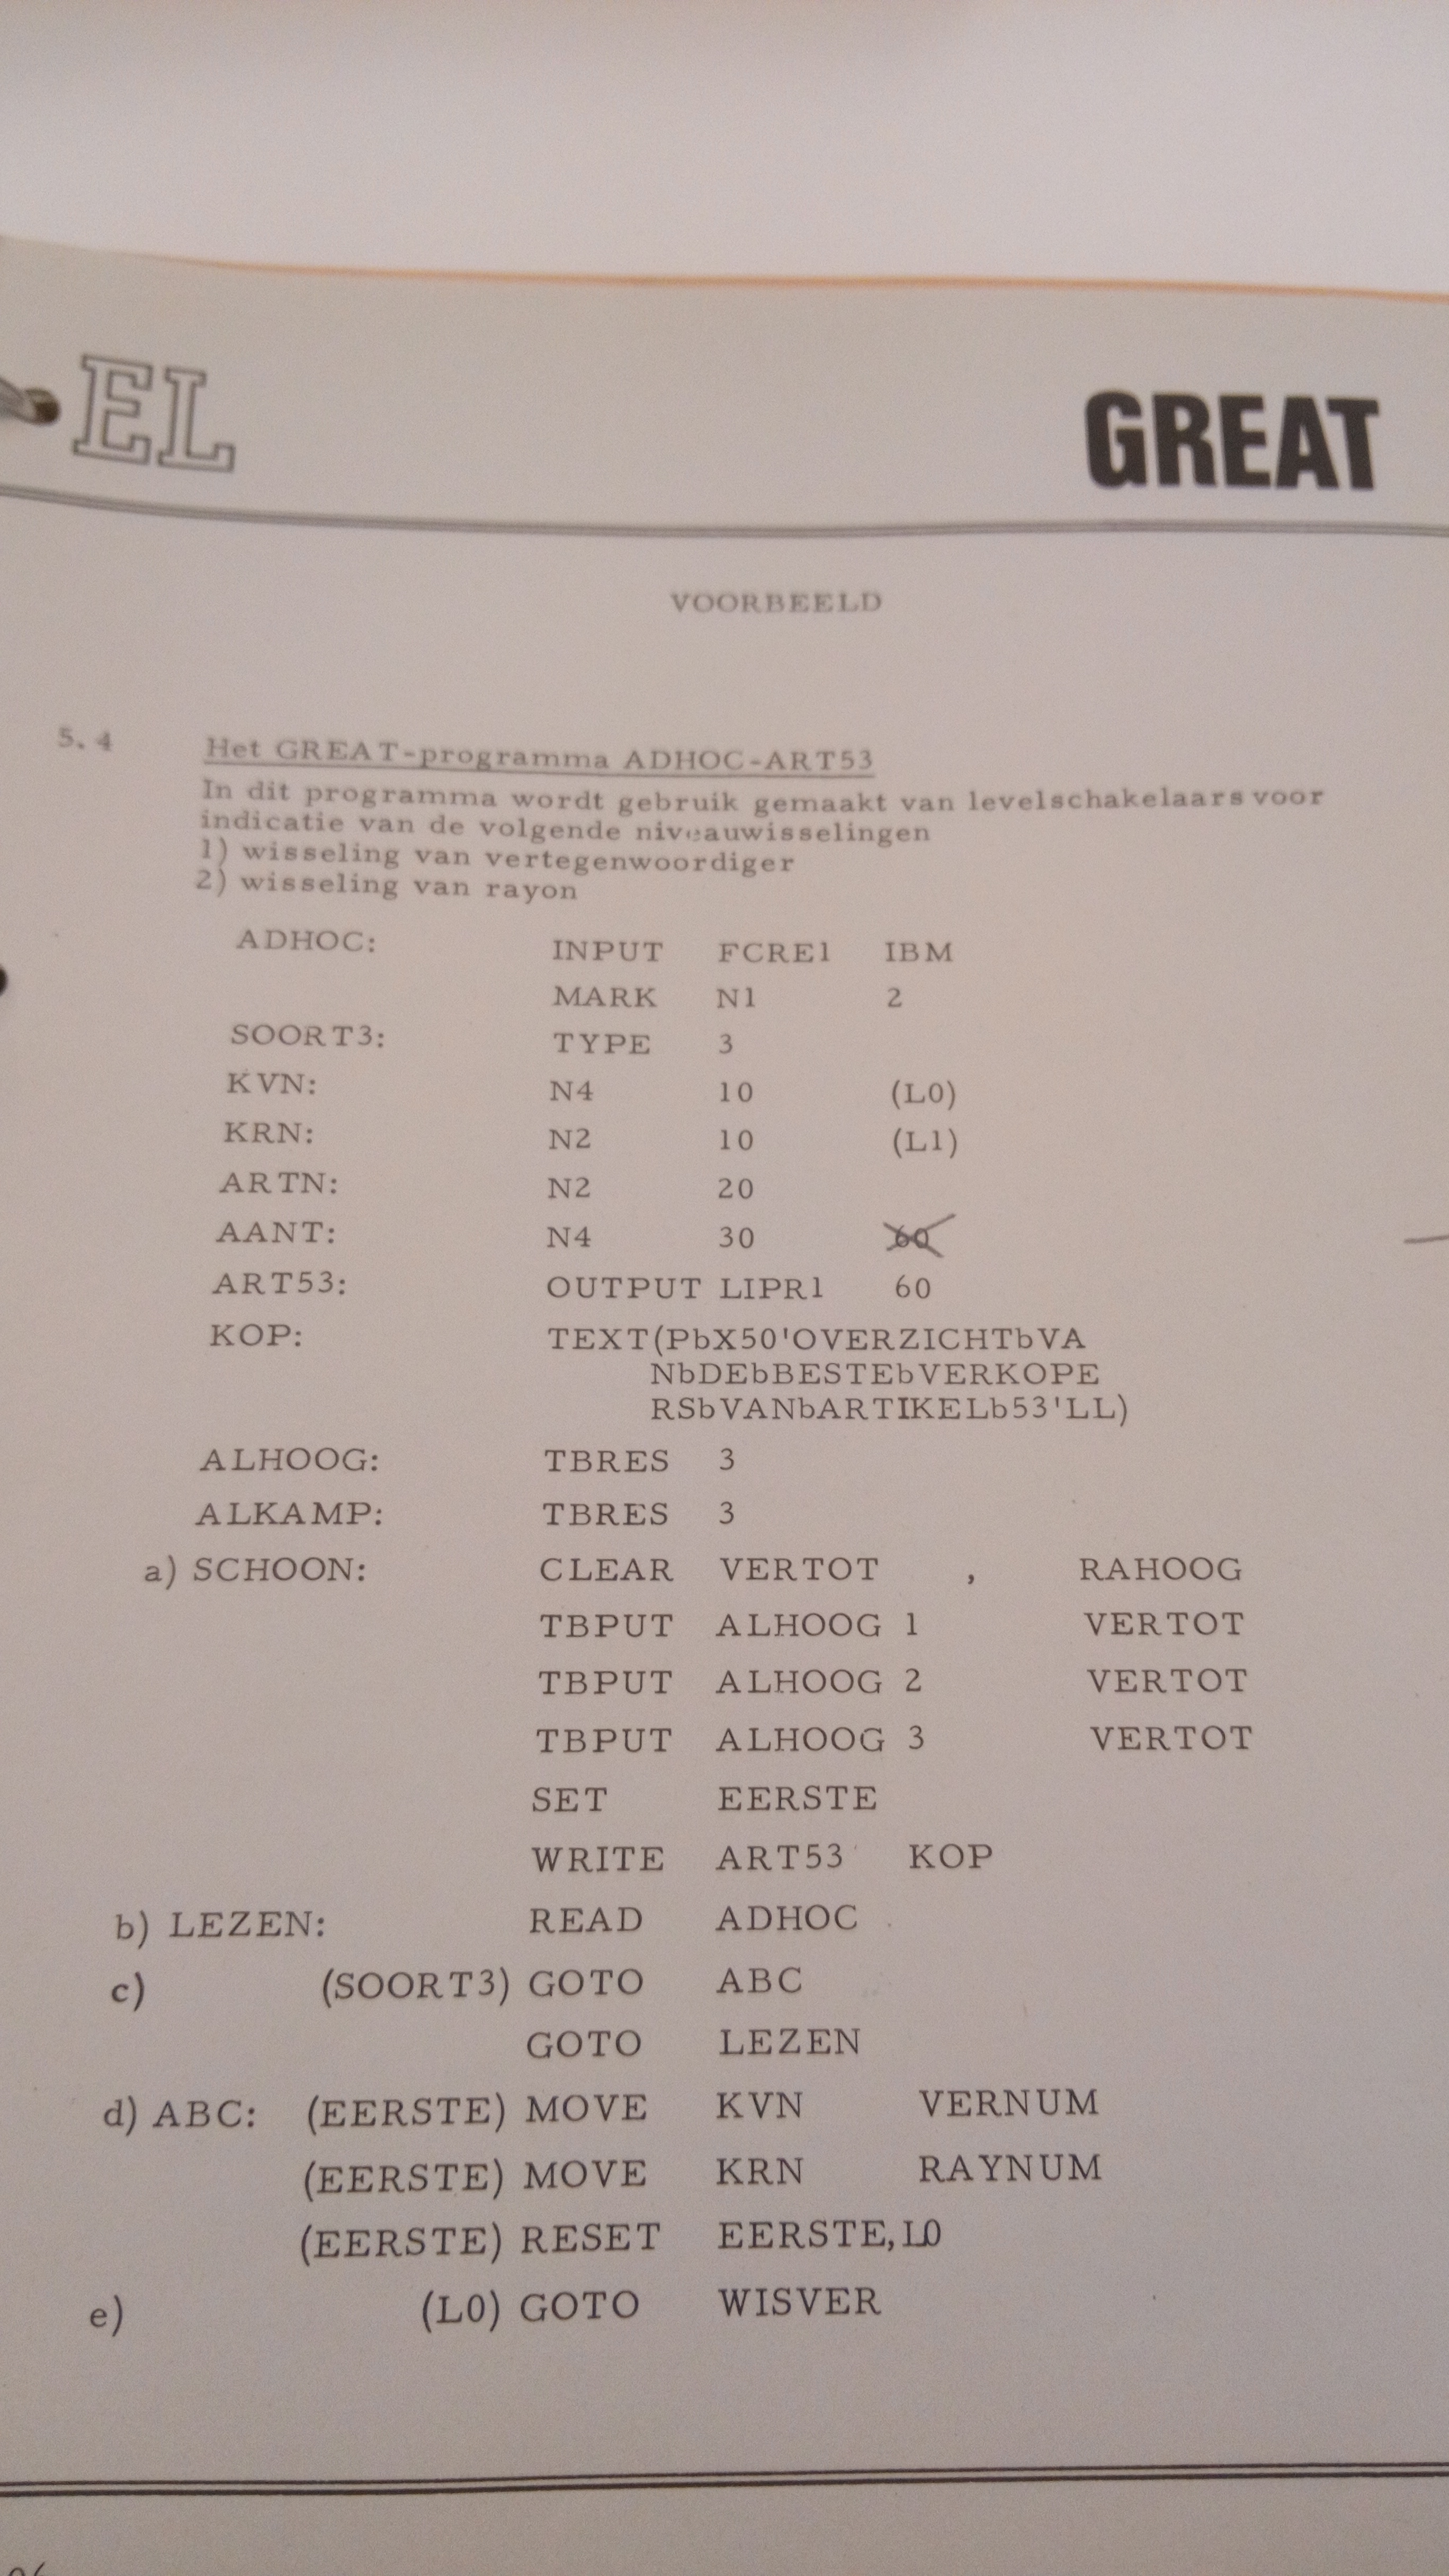 EL GREAT
VOORBEELD
5.4 Het GREAT-programma ADHOC-ART53
In dit programma wordt gebruik gemaakt van levelschakelaars voor
indicatie van de volgende niveauwisselingen
1) wisseling van vertegenwoordiger
2) wisseling van rayon
ADHOC: INPUT FCRE1 IBM
MARK N1 2
SOORT3: TYPE 3
KVN: N4 10 (L0)
KRN: N2 10 (L1)
ARTN: N2 20
AANT: N4 30 60
ART53: OUTPUT LIPR1 60
KOP: TEXT(PbX50'OVERZICHTbVA
NbDEbBESTEbVERKOPE
RSbVANbARTIKELb53'LL)
ALHOOG: TBRES 3
ALKAMP: TBRES 3
a) SCHOON: CLEAR VERTOT , RAHOOG
TBPUT ALHOOG 1 VERTOT
TBPUT ALHOOG 2 VERTOT
TBPUT ALHOOG 3 VERTOT
SET EERSTE
WRITE ART53 KOP
b) LEZEN: READ ADHOC
c) (SOORT3) GOTO ABC
GOTO LEZEN
d) ABC: (EERSTE) MOVE KVN VERNUM
(EERSTE) MOVE KRN RAYNUM
(EERSTE) RESET EERSTE, L0
e) (L0) GOTO WISVER